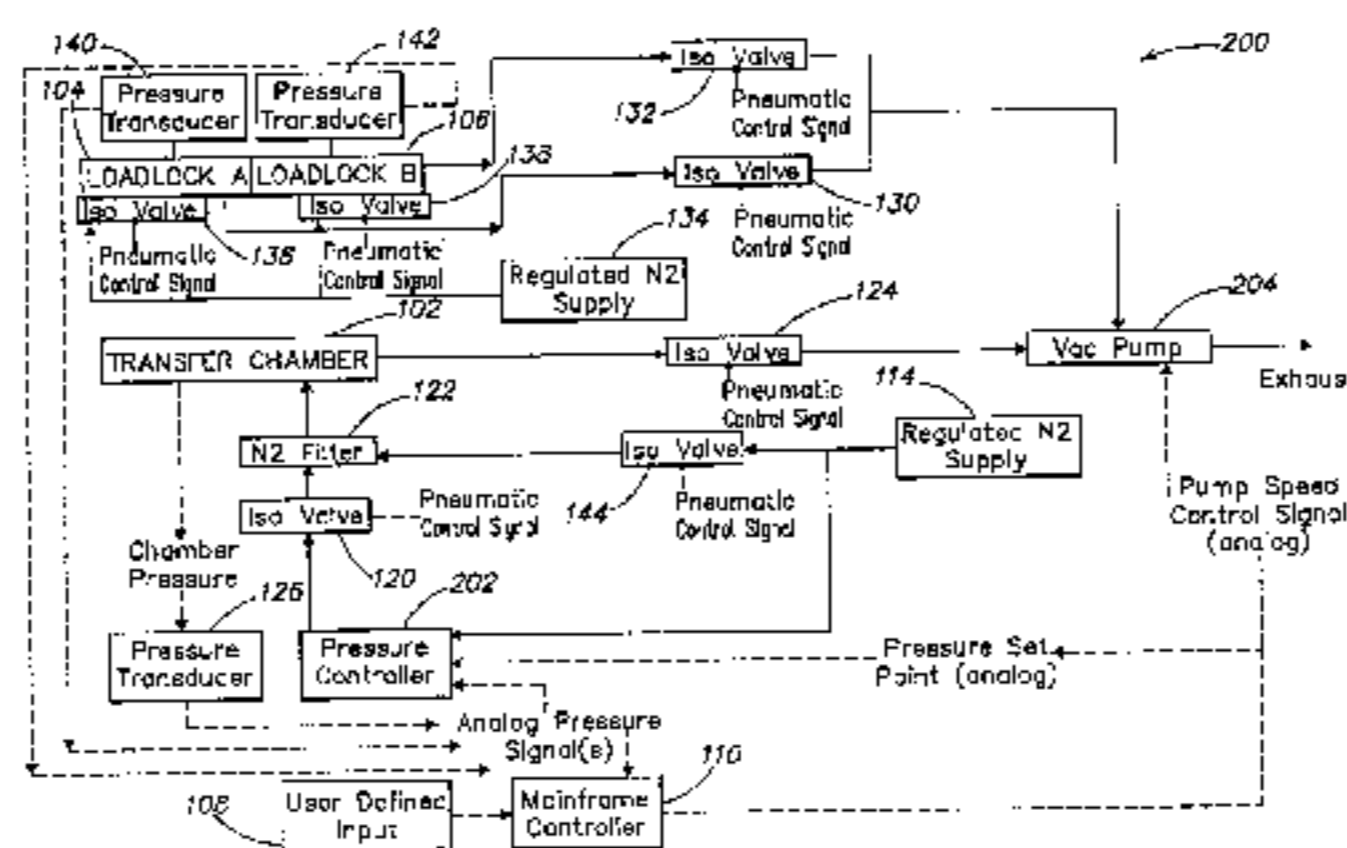 140
142
200
104
Pressure
Transducer
Pressure
Transducer
Iso Valve
132
Pneumatic
Control Signal
106
LOADLOCK A
LOADLOCK B
138
Iso Valve
130
Iso Valve
Iso Valve
Pneumatic
Control Signal
134
Pneumatic
Control Signal
Pneumatic
Control Signal
Regulated N2
Supply
102
124
204
TRANSFER CHAMBER
Iso Valve
Vac Pump
Exhaus
Pneumatic
Control Signal
122
114
N2 Filter
Iso Valve
Regulated N2
Supply
144
Pneumatic
Control Signal
Iso Valve
Pneumatic
Control Signal
120
Pump Speed
Control Signal
(analog)
Chamber
Pressure
202
Pressure
Transducer
Pressure
Controller
Pressure Set
Point (analog)
Analog Pressure
Signal(s)
110
108
User Defined
Input
Mainframe
Controller